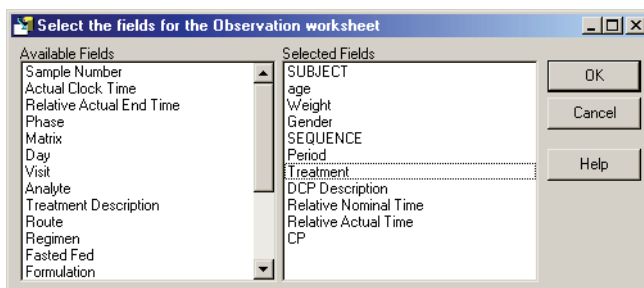 Select the fields for the Observation worksheet
Available Fields
Sample Number
Actual Clock Time
Relative Actual End Time
Phase
Matrix
Day
Visit
Analyte
Treatment Description
Route
Regimen
Fasted Fed
Formulation
Selected Fields
SUBJECT
age
Weight
Gender
SEQUENCE
Period
Treatment
DCP Description
Relative Nominal Time
Relative Actual Time
CP
OK
Cancel
Help